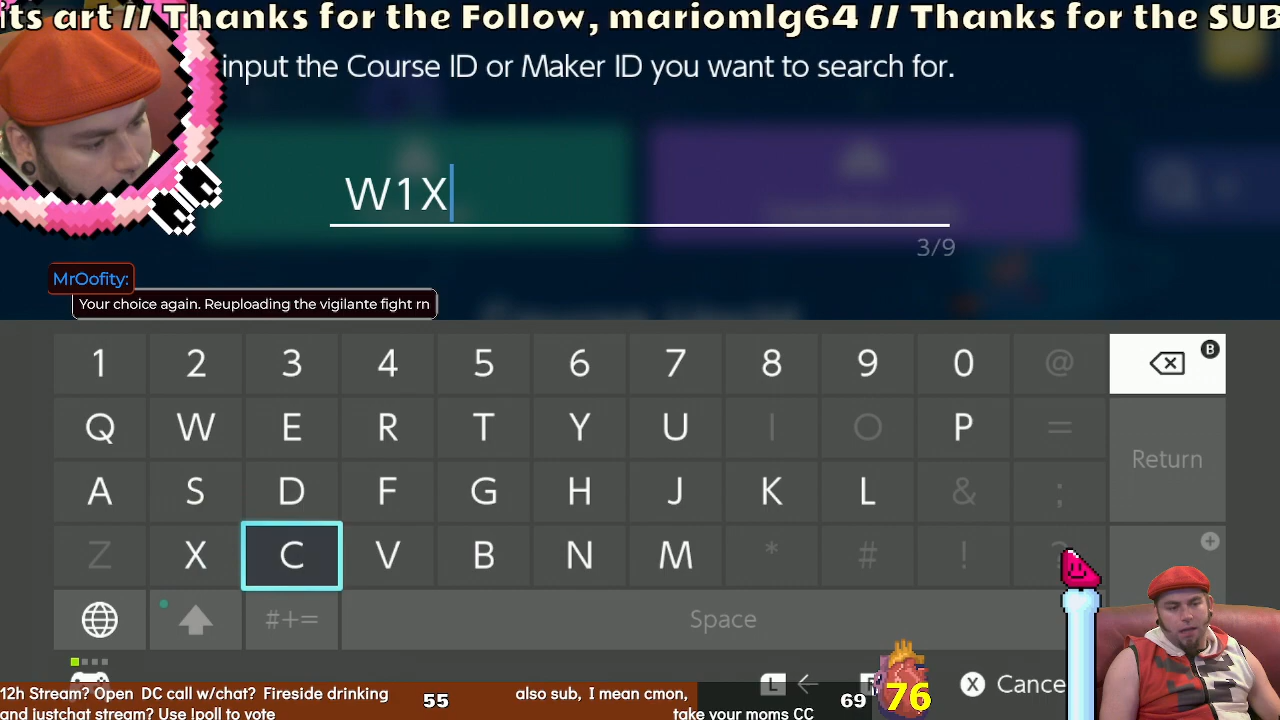 its art // Thanks for the Follow, mariomlg64 // Thanks for the SUB
input the Course ID or Maker ID you want to search for.
W1X
3/9
MrOofity:
Your choice again. Reuploading the vigilante fight rn
1 2 3 4 5 6 7 8 9 0 @
B
Q W E R T Y U I O P =
Return
A S D F G H J K L & ;
Z X C V B N M * # ! ?
#+= Space
L ← 76 X Cance
12h Stream? Open DC call w/chat? Fireside drinking
and justchat stream? Use !poll to vote
55
also sub, I mean cmon,
take your moms CC
69